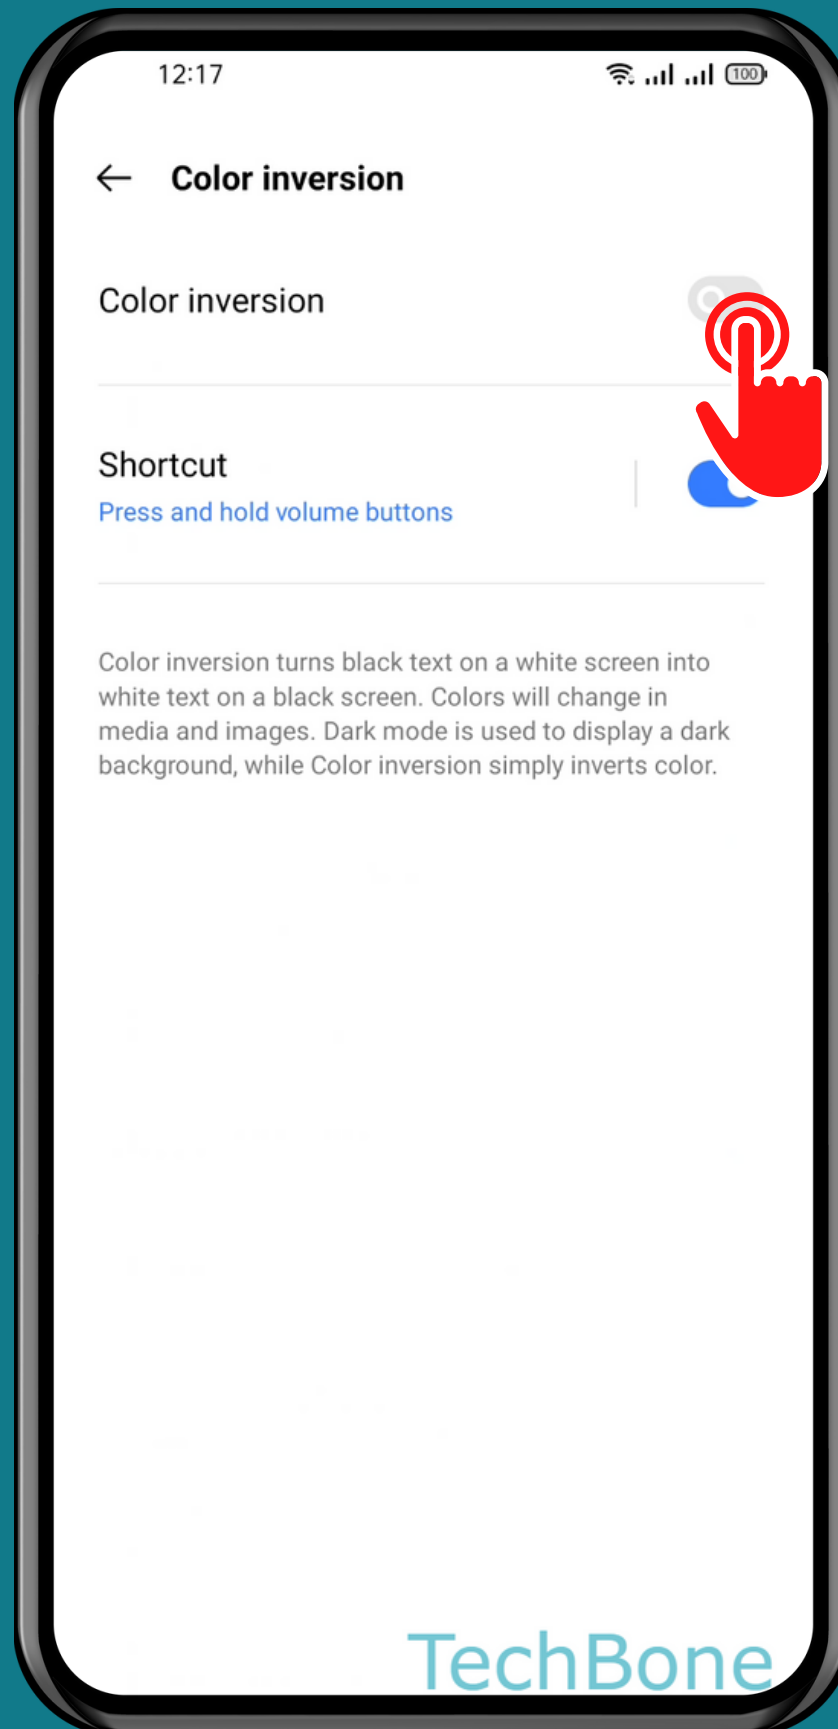 12:17
100
Color inversion
Color inversion
Shortcut
Press and hold volume buttons
Color inversion turns black text on a white screen into
white text on a black screen. Colors will change in
media and images. Dark mode is used to display a dark
background, while Color inversion simply inverts color.
TechBone